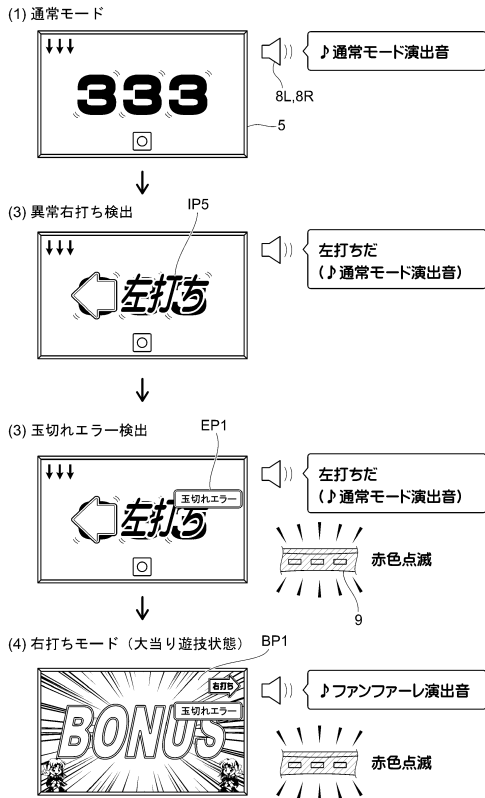 (1) 通常モード
↓↓↓
333
♪通常モード演出音
8L,8R
5
(3) 異常右打ち検出
IP5
↓↓↓
左打ち
左打ちだ
(♪通常モード演出音)
(3) 玉切れエラー検出
EP1
↓↓↓
左打ち
玉切れエラー
左打ちだ
(♪通常モード演出音)
赤色点滅
9
(4) 右打ちモード（大当り遊技状態）
BP1
右打ち
玉切れエラー
BONUS
♪ファンファーレ演出音
赤色点滅